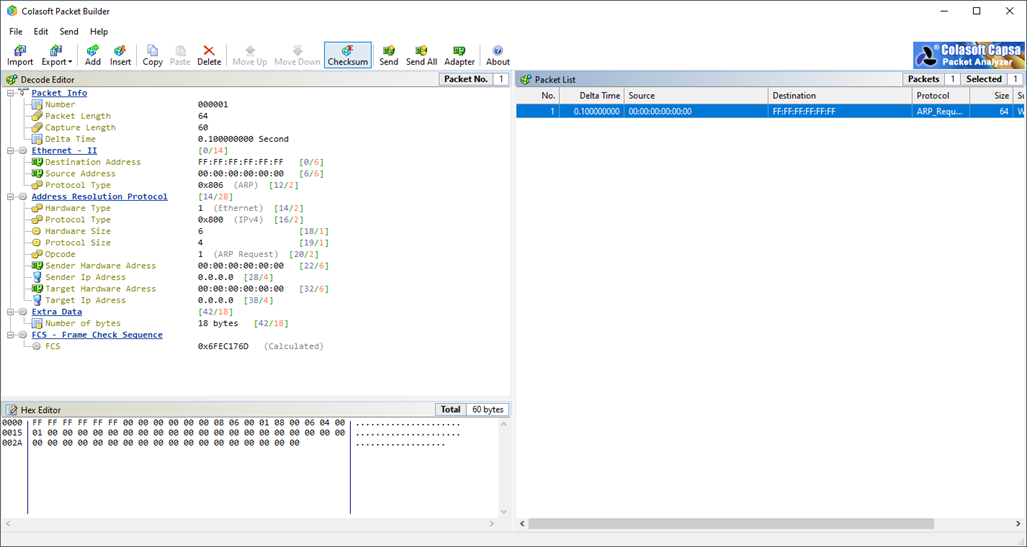 Colasoft Packet Builder
File Edit Send Help
Import Export Add Insert Copy Paste Delete Move Up Move Down Checksum Send Send All Adapter About
Colasoft Capsa
Packet Analyzer
Decode Editor Packet No. 1
Packet Info
Number 000001
Packet Length 64
Capture Length 60
Delta Time 0.100000000 Second
Ethernet - II [0/14]
Destination Address FF:FF:FF:FF:FF:FF [0/6]
Source Address 00:00:00:00:00:00 [6/6]
Protocol Type 0x806 (ARP) [12/2]
Address Resolution Protocol [14/28]
Hardware Type 1 (Ethernet) [14/2]
Protocol Type 0x800 (IPv4) [16/2]
Hardware Size 6 [18/1]
Protocol Size 4 [19/1]
Opcode 1 (ARP Request) [20/2]
Sender Hardware Adress 00:00:00:00:00:00 [22/6]
Sender Ip Adress 0.0.0.0 [28/4]
Target Hardware Adress 00:00:00:00:00:00 [32/6]
Target Ip Adress 0.0.0.0 [38/4]
Extra Data [42/18]
Number of bytes 18 bytes [42/18]
FCS - Frame Check Sequence
FCS 0x6FEC176D (Calculated)
Hex Editor Total 60 bytes
0000 FF FF FF FF FF FF 00 00 00 00 00 00 08 06 00 01 08 00 06 04 00 .....................
0015 01 00 00 00 00 00 00 00 00 00 00 00 00 00 00 00 00 00 00 00 00 .....................
002A 00 00 00 00 00 00 00 00 00 00 00 00 00 00 00 00 00 00 ..................
Packet List Packets 1 Selected 1
No. Delta Time Source Destination Protocol Size Su
1 0.100000000 00:00:00:00:00:00 FF:FF:FF:FF:FF:FF ARP_Requ... 64 W